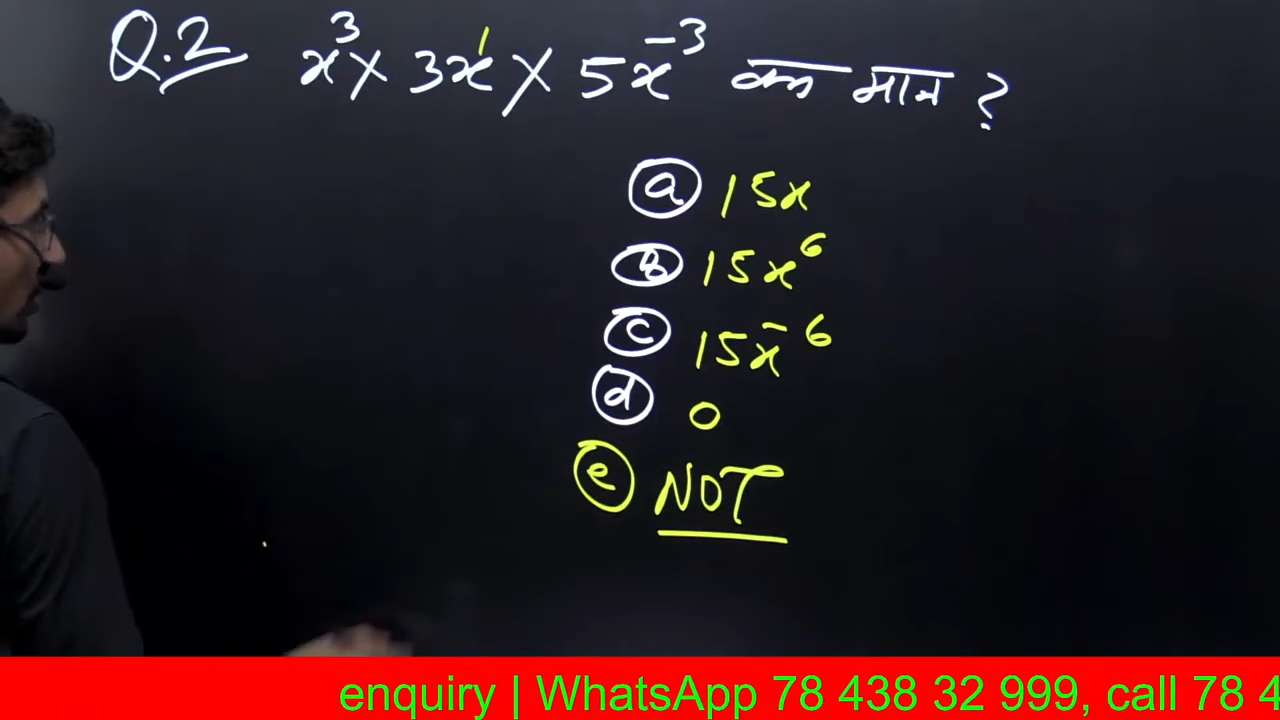 Q.2 x³ × 3x¹ × 5x⁻³ का मान ?
(a) 15x
(b) 15x⁶
(c) 15x⁻⁶
(d) 0
(e) NOT
enquiry | WhatsApp 78 438 32 999, call 78 4